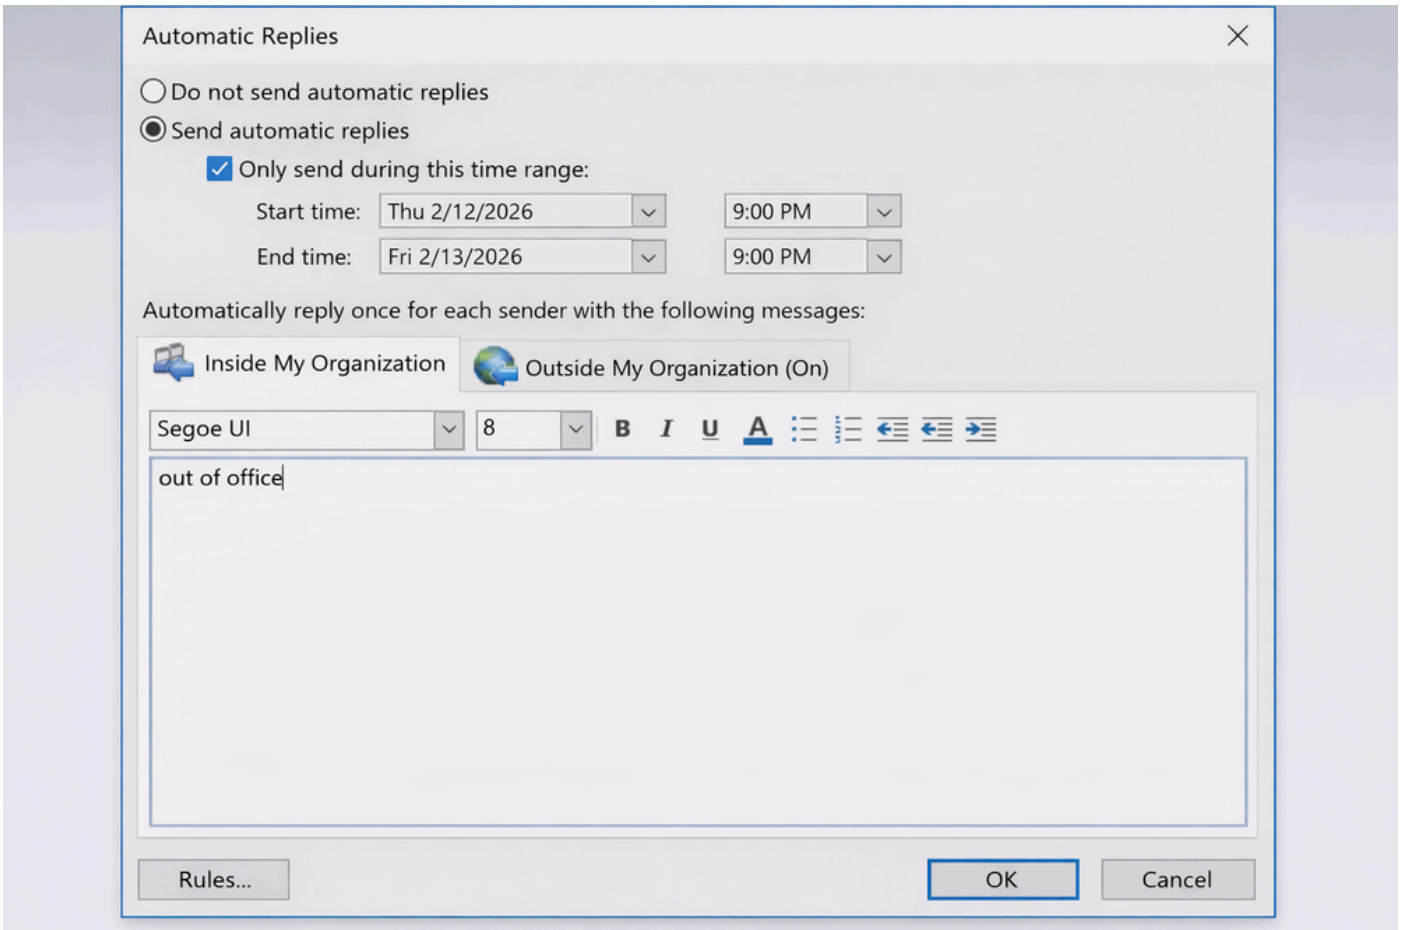 Automatic Replies
Do not send automatic replies
Send automatic replies
Only send during this time range:
Start time: Thu 2/12/2026 9:00 PM
End time: Fri 2/13/2026 9:00 PM
Automatically reply once for each sender with the following messages:
Inside My Organization Outside My Organization (On)
Segoe UI 8 B I U A
out of office
Rules... OK Cancel